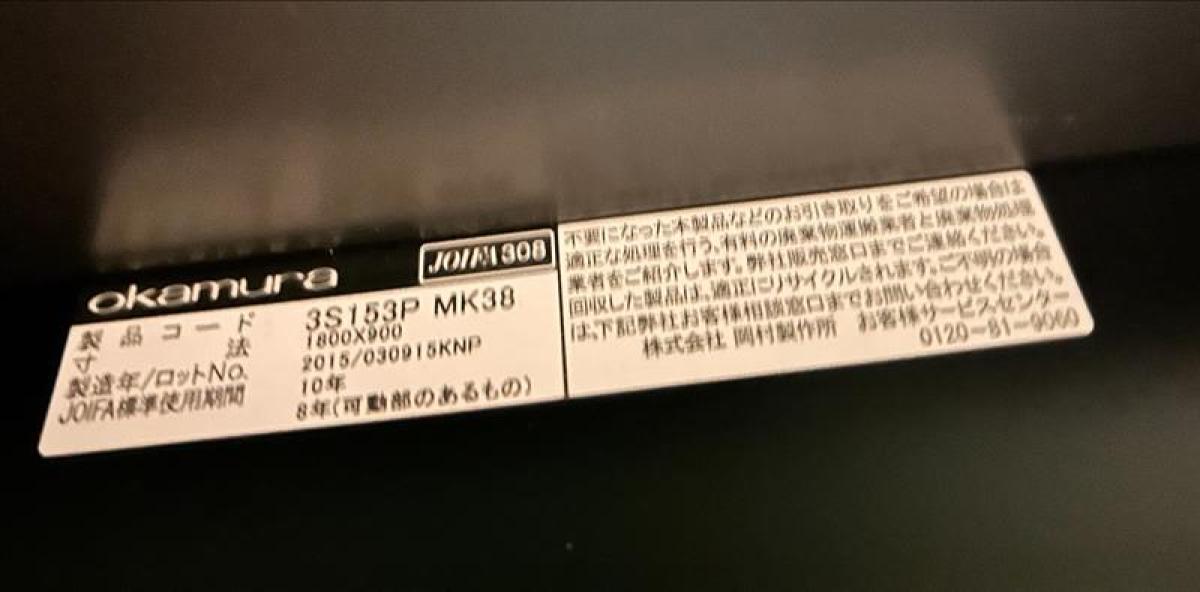 okamura JOIFA308
製品コード 3S153P MK38
寸法 1800X900
製造年/ロットNo. 2015/030915KNP
JOIFA標準使用期間 10年
8年(可動部のあるもの)
不要になった本製品などのお引き取りをご希望の場合は
適正な処理を行う、有料の廃棄物運搬業者と廃棄物処理
業者をご紹介します。弊社販売窓口までご連絡ください。
回収した製品は、適正にリサイクルされます。ご不明の場合
は、下記弊社お客様相談窓口までお問い合わせください。
株式会社 岡村製作所 お客様サービスセンター
0120-81-9060